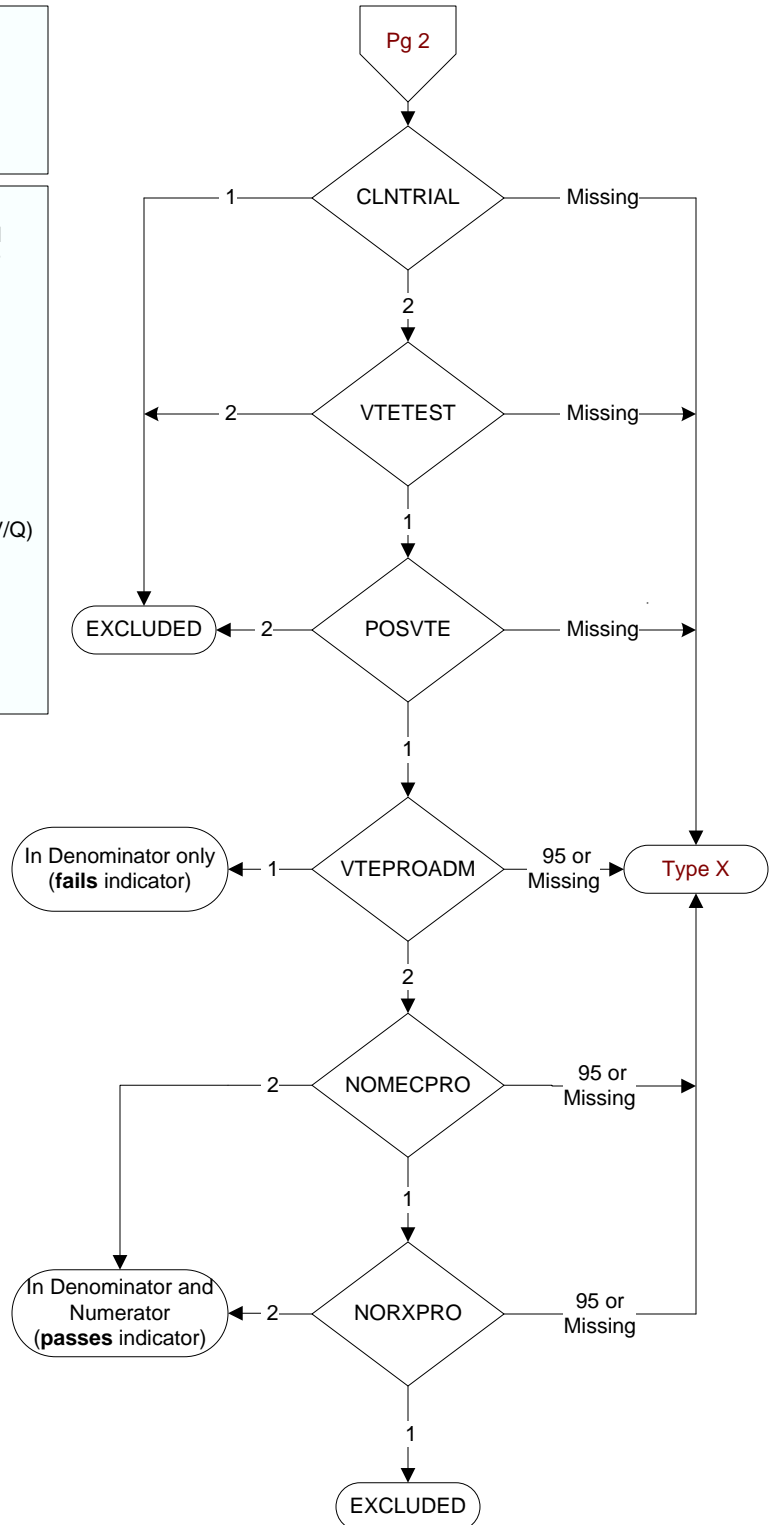 Pg 2
CLNTRIAL
1
Missing
2
VTETEST
2
Missing
1
/Q)
POSVTE
EXCLUDED
2
Missing
1
VTEPROADM
In Denominator only
(fails indicator)
1
95 or
Missing
Type X
2
NOMECPRO
2
95 or
Missing
1
NORXPRO
In Denominator and
Numerator
(passes indicator)
2
95 or
Missing
1
EXCLUDED